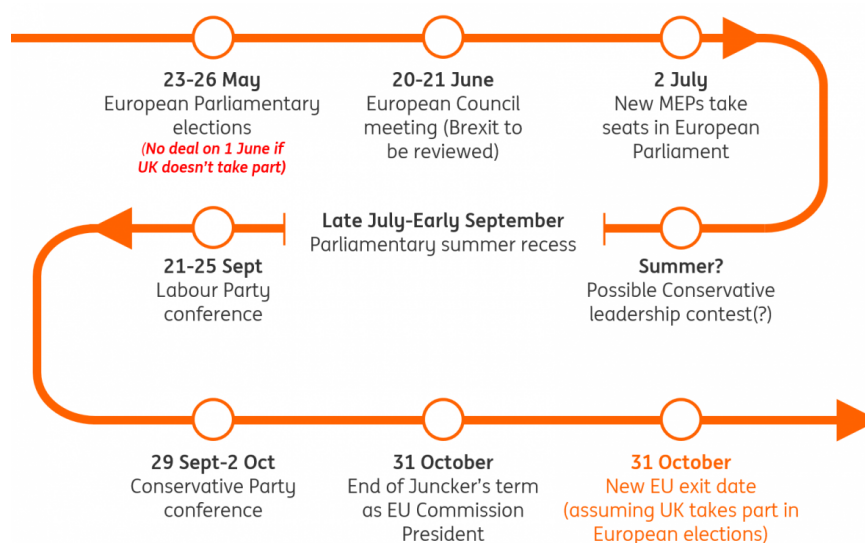 23-26 May
European Parliamentary
elections
(No deal on 1 June if
UK doesn't take part)
20-21 June
European Council
meeting (Brexit to
be reviewed)
2 July
New MEPs take
seats in European
Parliament
Summer?
Possible Conservative
leadership contest(?)
Late July-Early September
Parliamentary summer recess
21-25 Sept
Labour Party
conference
29 Sept-2 Oct
Conservative Party
conference
31 October
End of Juncker's term
as EU Commission
President
31 October
New EU exit date
(assuming UK takes part in
European elections)